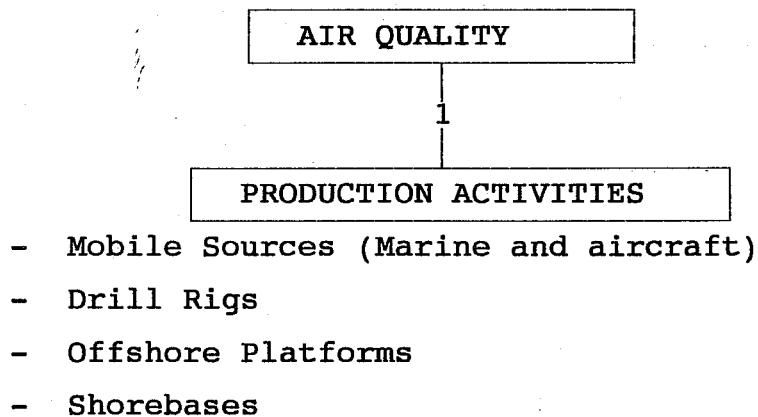 AIR QUALITY
1
PRODUCTION ACTIVITIES
- Mobile Sources (Marine and aircraft)
- Drill Rigs
- Offshore Platforms
- Shorebases